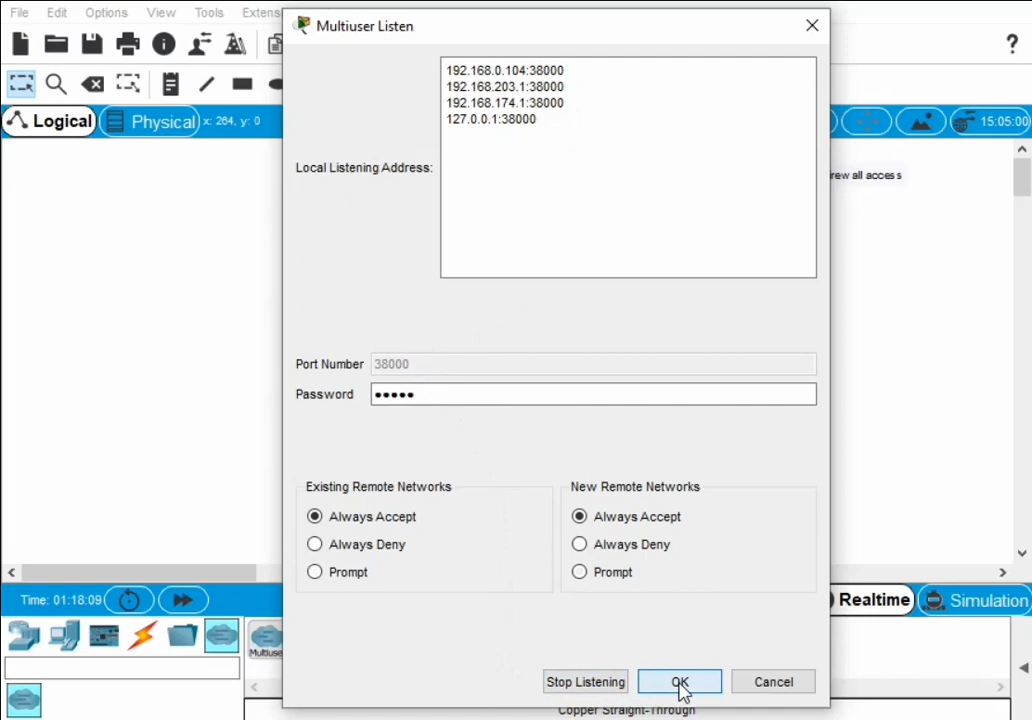 File Edit Options View Tools Extens
Multiuser Listen
?
192.168.0.104:38000
192.168.203.1:38000
192.168.174.1:38000
127.0.0.1:38000
Logical
Physical
x: 264, y: 0
15:05:00
Local Listening Address:
all access
Port Number 38000
Password •••••
Existing Remote Networks
New Remote Networks
Always Accept
Always Accept
Always Deny
Always Deny
Prompt
Prompt
Time: 01:18:09
Realtime
Simulation
Multiuse
Stop Listening
OK
Cancel
Copper Straight-Through